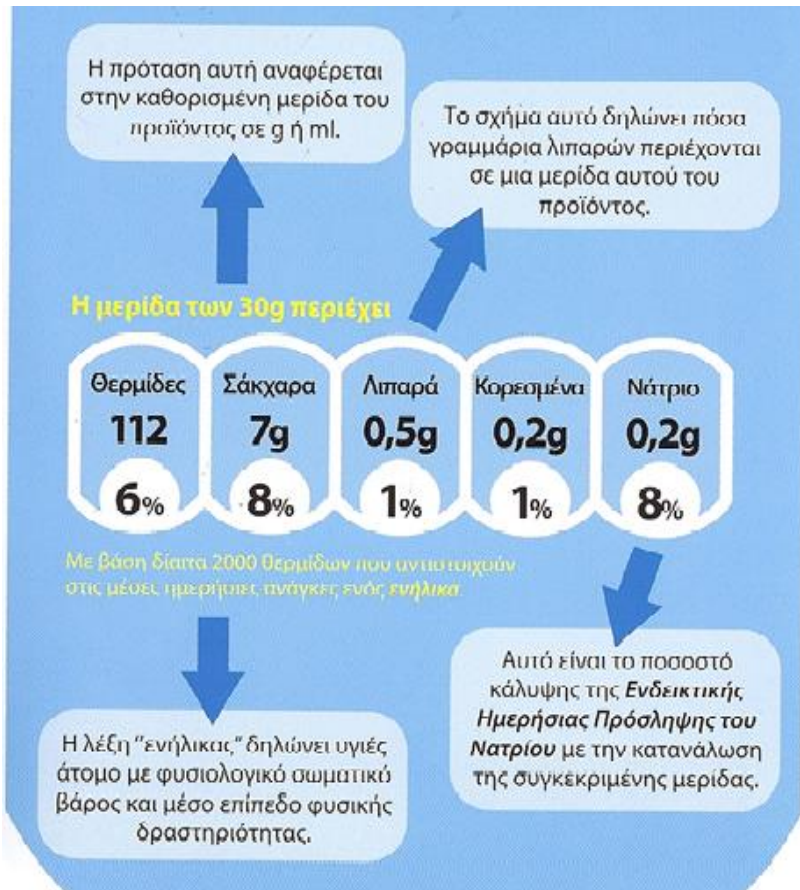 Η πρόταση αυτή αναφέρεται
στην καθορισμένη μερίδα του
προϊόντος σε g ή ml.
Το σχήμα αυτό δηλώνει πόσα
γραμμάρια λιπαρών περιέχονται
σε μια μερίδα αυτού του
προϊόντος.
Η μερίδα των 30g περιέχει
Θερμίδες
112
6%
Σάκχαρα
7g
8%
Λιπαρά
0,5g
1%
Κορεσμένα
0,2g
1%
Νάτριο
0,2g
8%
Με βάση δίαιτα 2000 θερμίδων που αντιστοιχούν
στις μέσες ημερήσιες ανάγκες ενός ενήλικα.
Η λέξη "ενήλικας" δηλώνει υγιές
άτομο με φυσιολογικό σωματικό
βάρος και μέσο επίπεδο φυσικής
δραστηριότητας.
Αυτό είναι το ποσοστό
κάλυψης της Ενδεικτικής
Ημερήσιας Πρόσληψης του
Νατρίου με την κατανάλωση
της συγκεκριμένης μερίδας.